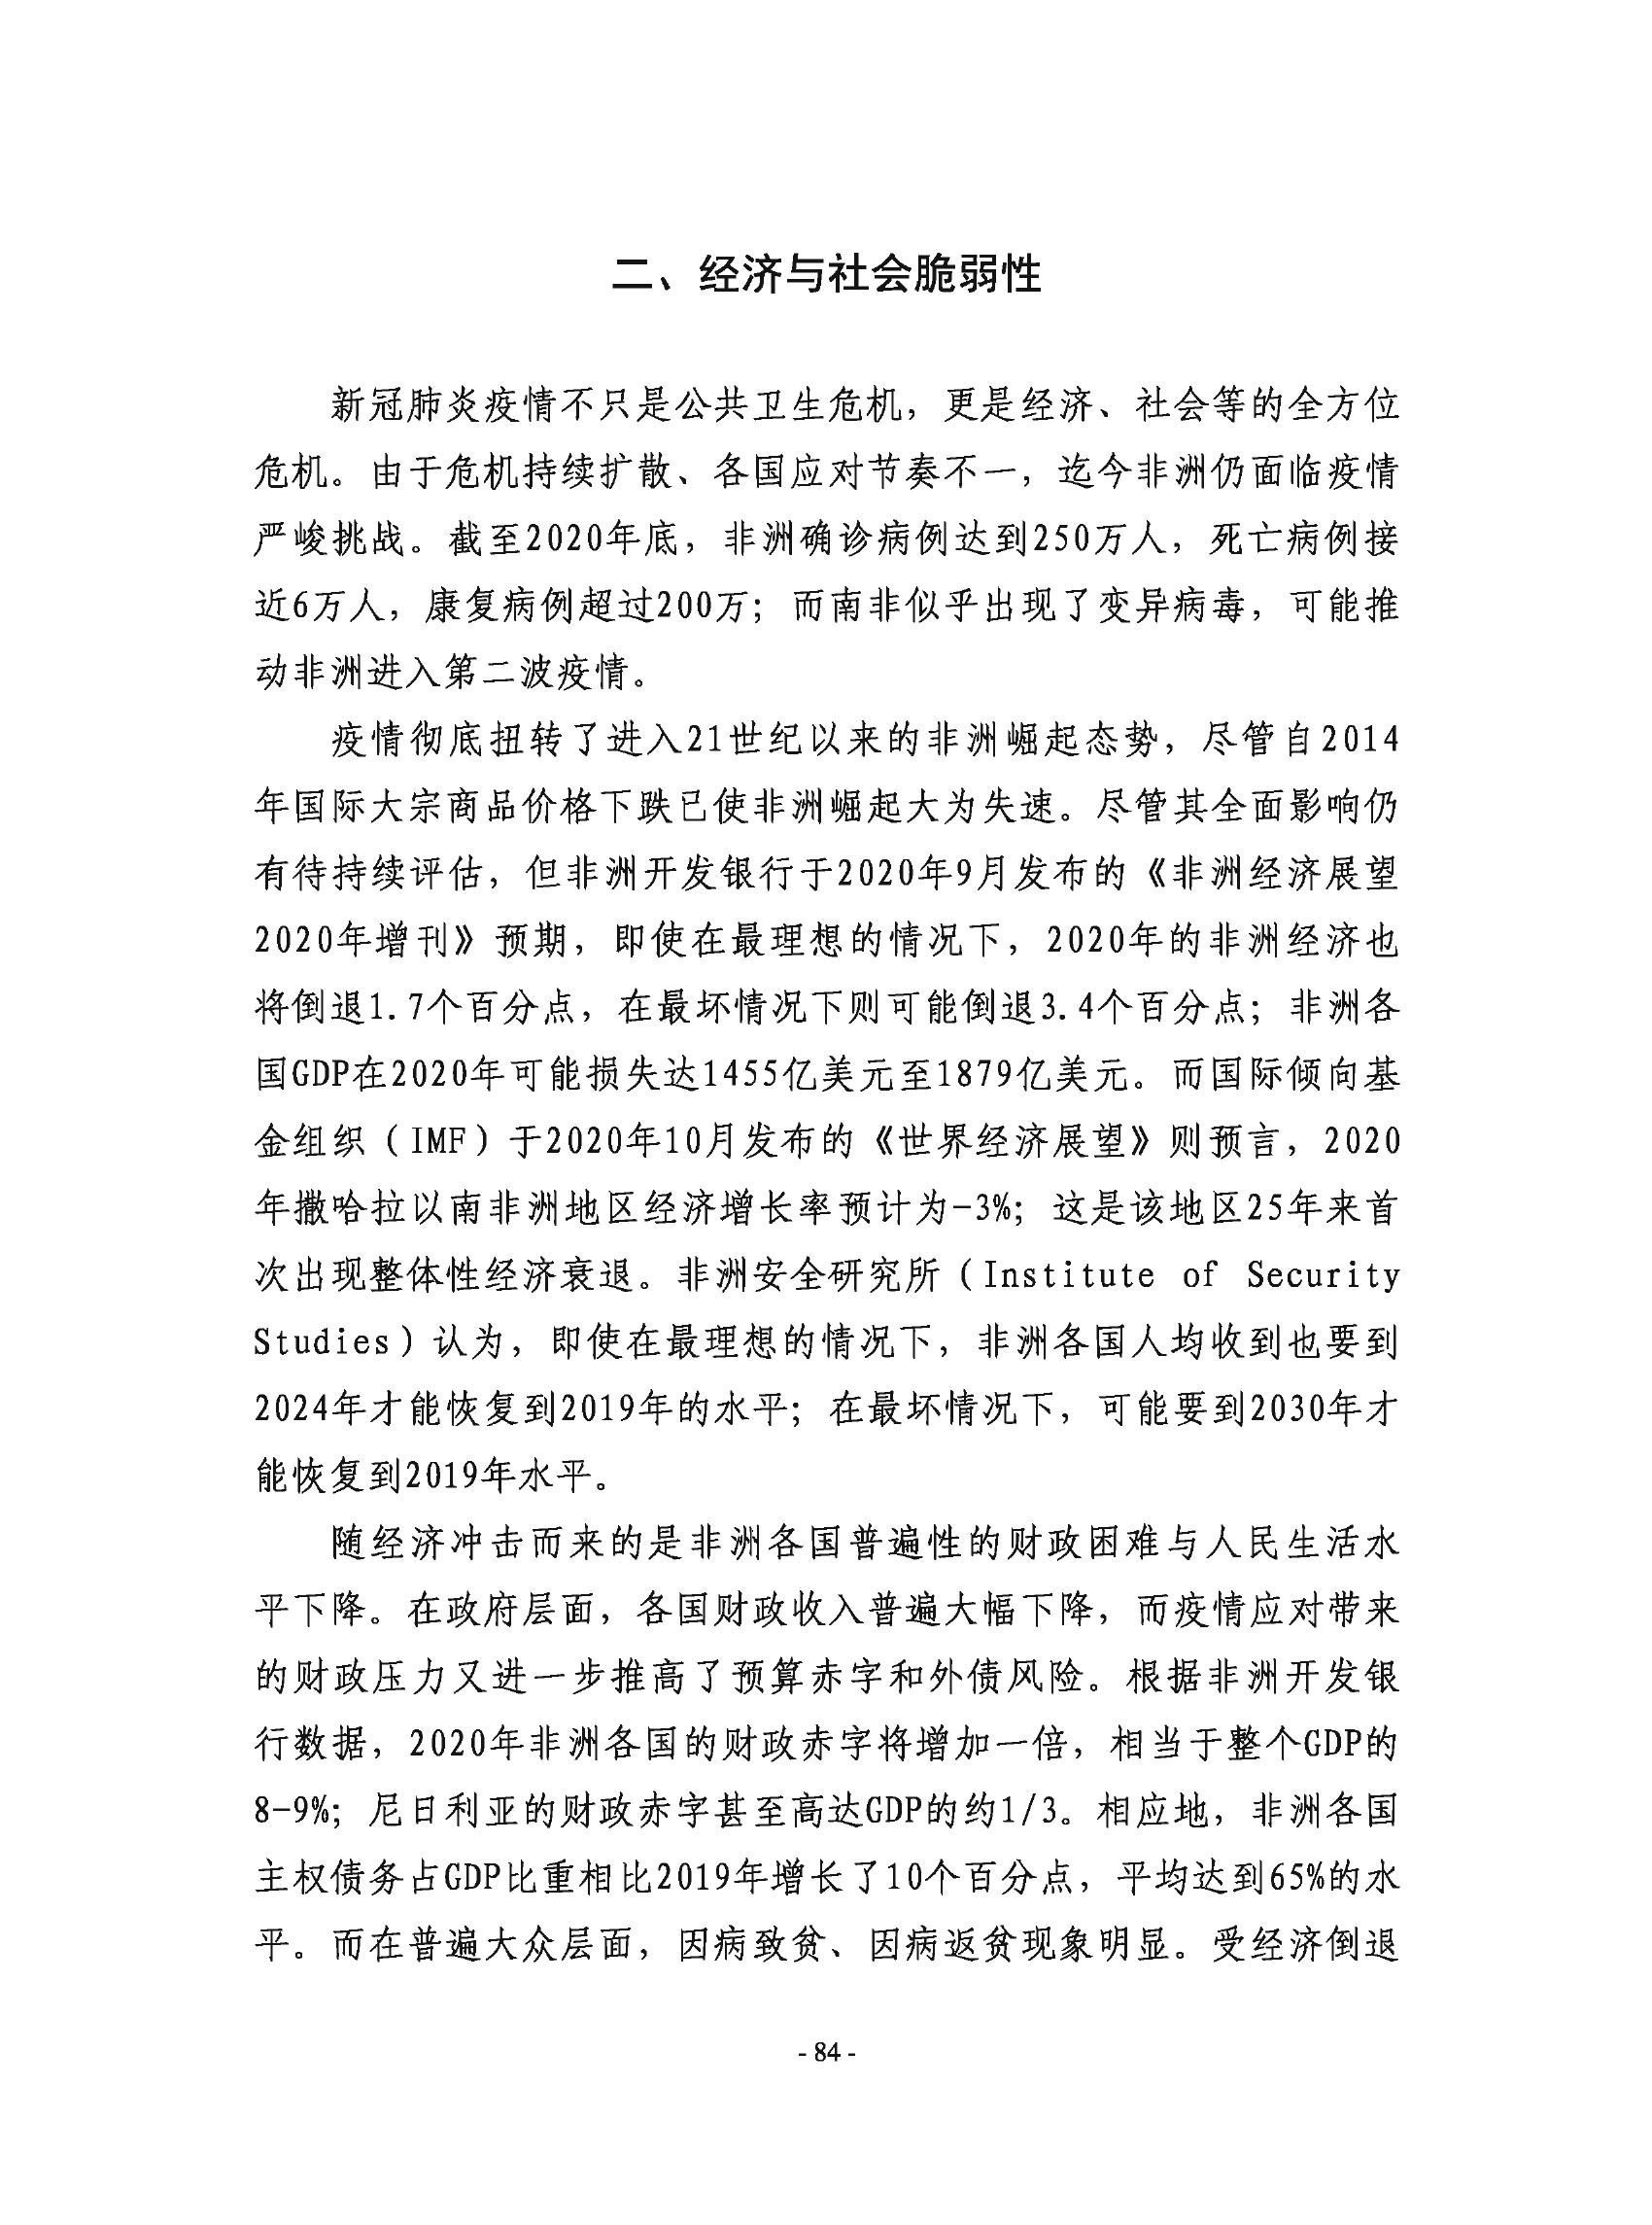 二、经济与社会脆弱性
新冠肺炎疫情不只是公共卫生危机，更是经济、社会等的全方位
危机。由于危机持续扩散、各国应对节奏不一，迄今非洲仍面临疫情
严峻挑战。截至2020年底，非洲确诊病例达到250万人，死亡病例接
近6万人，康复病例超过200万；而南非似乎出现了变异病毒，可能推
动非洲进入第二波疫情。
疫情彻底扭转了进入21世纪以来的非洲崛起态势，尽管自2014
年国际大宗商品价格下跌已使非洲崛起大为失速。尽管其全面影响仍
有待持续评估，但非洲开发银行于2020年9月发布的《非洲经济展望
2020年增刊》预期，即使在最理想的情况下，2020年的非洲经济也
将倒退1.7个百分点，在最坏情况下则可能倒退3.4个百分点；非洲各
国GDP在2020年可能损失达1455亿美元至1879亿美元。而国际倾向基
金组织（IMF）于2020年10月发布的《世界经济展望》则预言，2020
年撒哈拉以南非洲地区经济增长率预计为-3%；这是该地区25年来首
次出现整体性经济衰退。非洲安全研究所（Institute of Security
Studies）认为，即使在最理想的情况下，非洲各国人均收到也要到
2024年才能恢复到2019年的水平；在最坏情况下，可能要到2030年才
能恢复到2019年水平。
随经济冲击而来的是非洲各国普遍性的财政困难与人民生活水
平下降。在政府层面，各国财政收入普遍大幅下降，而疫情应对带来
的财政压力又进一步推高了预算赤字和外债风险。根据非洲开发银
行数据，2020年非洲各国的财政赤字将增加一倍，相当于整个GDP的
8-9%；尼日利亚的财政赤字甚至高达GDP的约1/3。相应地，非洲各国
主权债务占GDP比重相比2019年增长了10个百分点，平均达到65%的水
平。而在普遍大众层面，因病致贫、因病返贫现象明显。受经济倒退
- 84 -